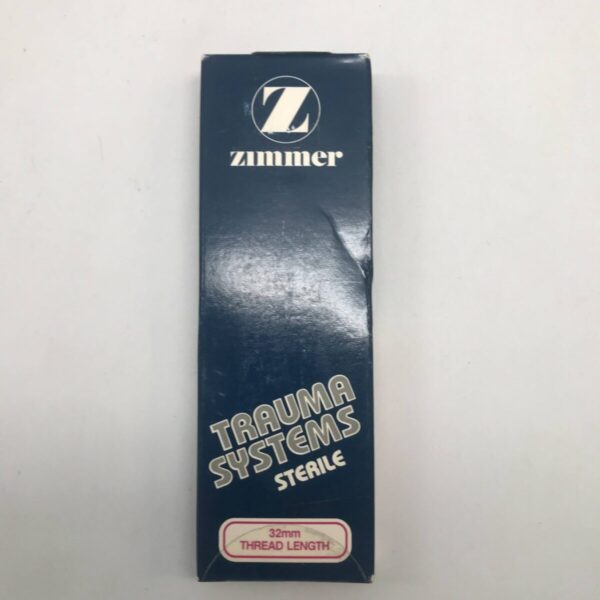 Z
zimmer
TRAUMA
SYSTEMS
STERILE
32mm
THREAD LENGTH